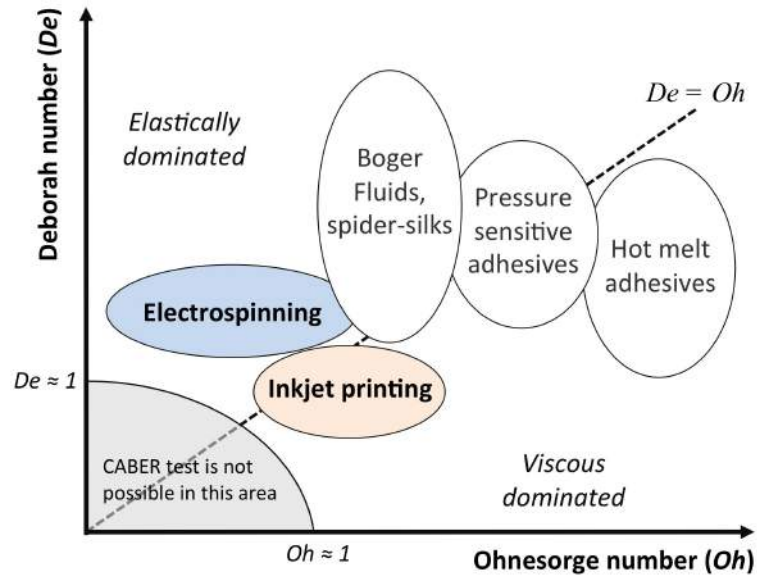 Deborah number (De)
Elastically
dominated
De = Oh
Boger
Fluids,
spider-silks
Pressure
sensitive
adhesives
Hot melt
adhesives
Electrospinning
Inkjet printing
De ≈ 1
CABER test is not
possible in this area
Viscous
dominated
Oh ≈ 1
Ohnesorge number (Oh)